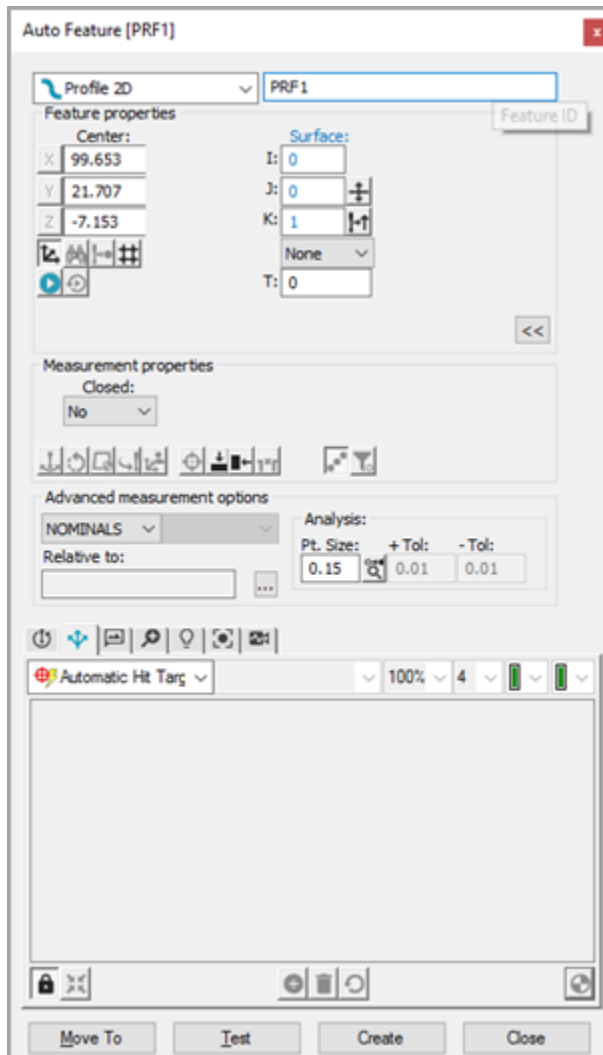 Auto Feature [PRF1]
x
Profile 2D PRF1
Feature ID
Feature properties
Center: Surface:
X 99.653 I: 0
Y 21.707 J: 0
Z -7.153 K: 1
None
T: 0
<<
Measurement properties
Closed:
No
Advanced measurement options
NOMINALS
Analysis:
Pt. Size: + Tol: - Tol:
Relative to:
0.15 0.01 0.01
...
Automatic Hit Targ 100% 4
Move To Test Create Close